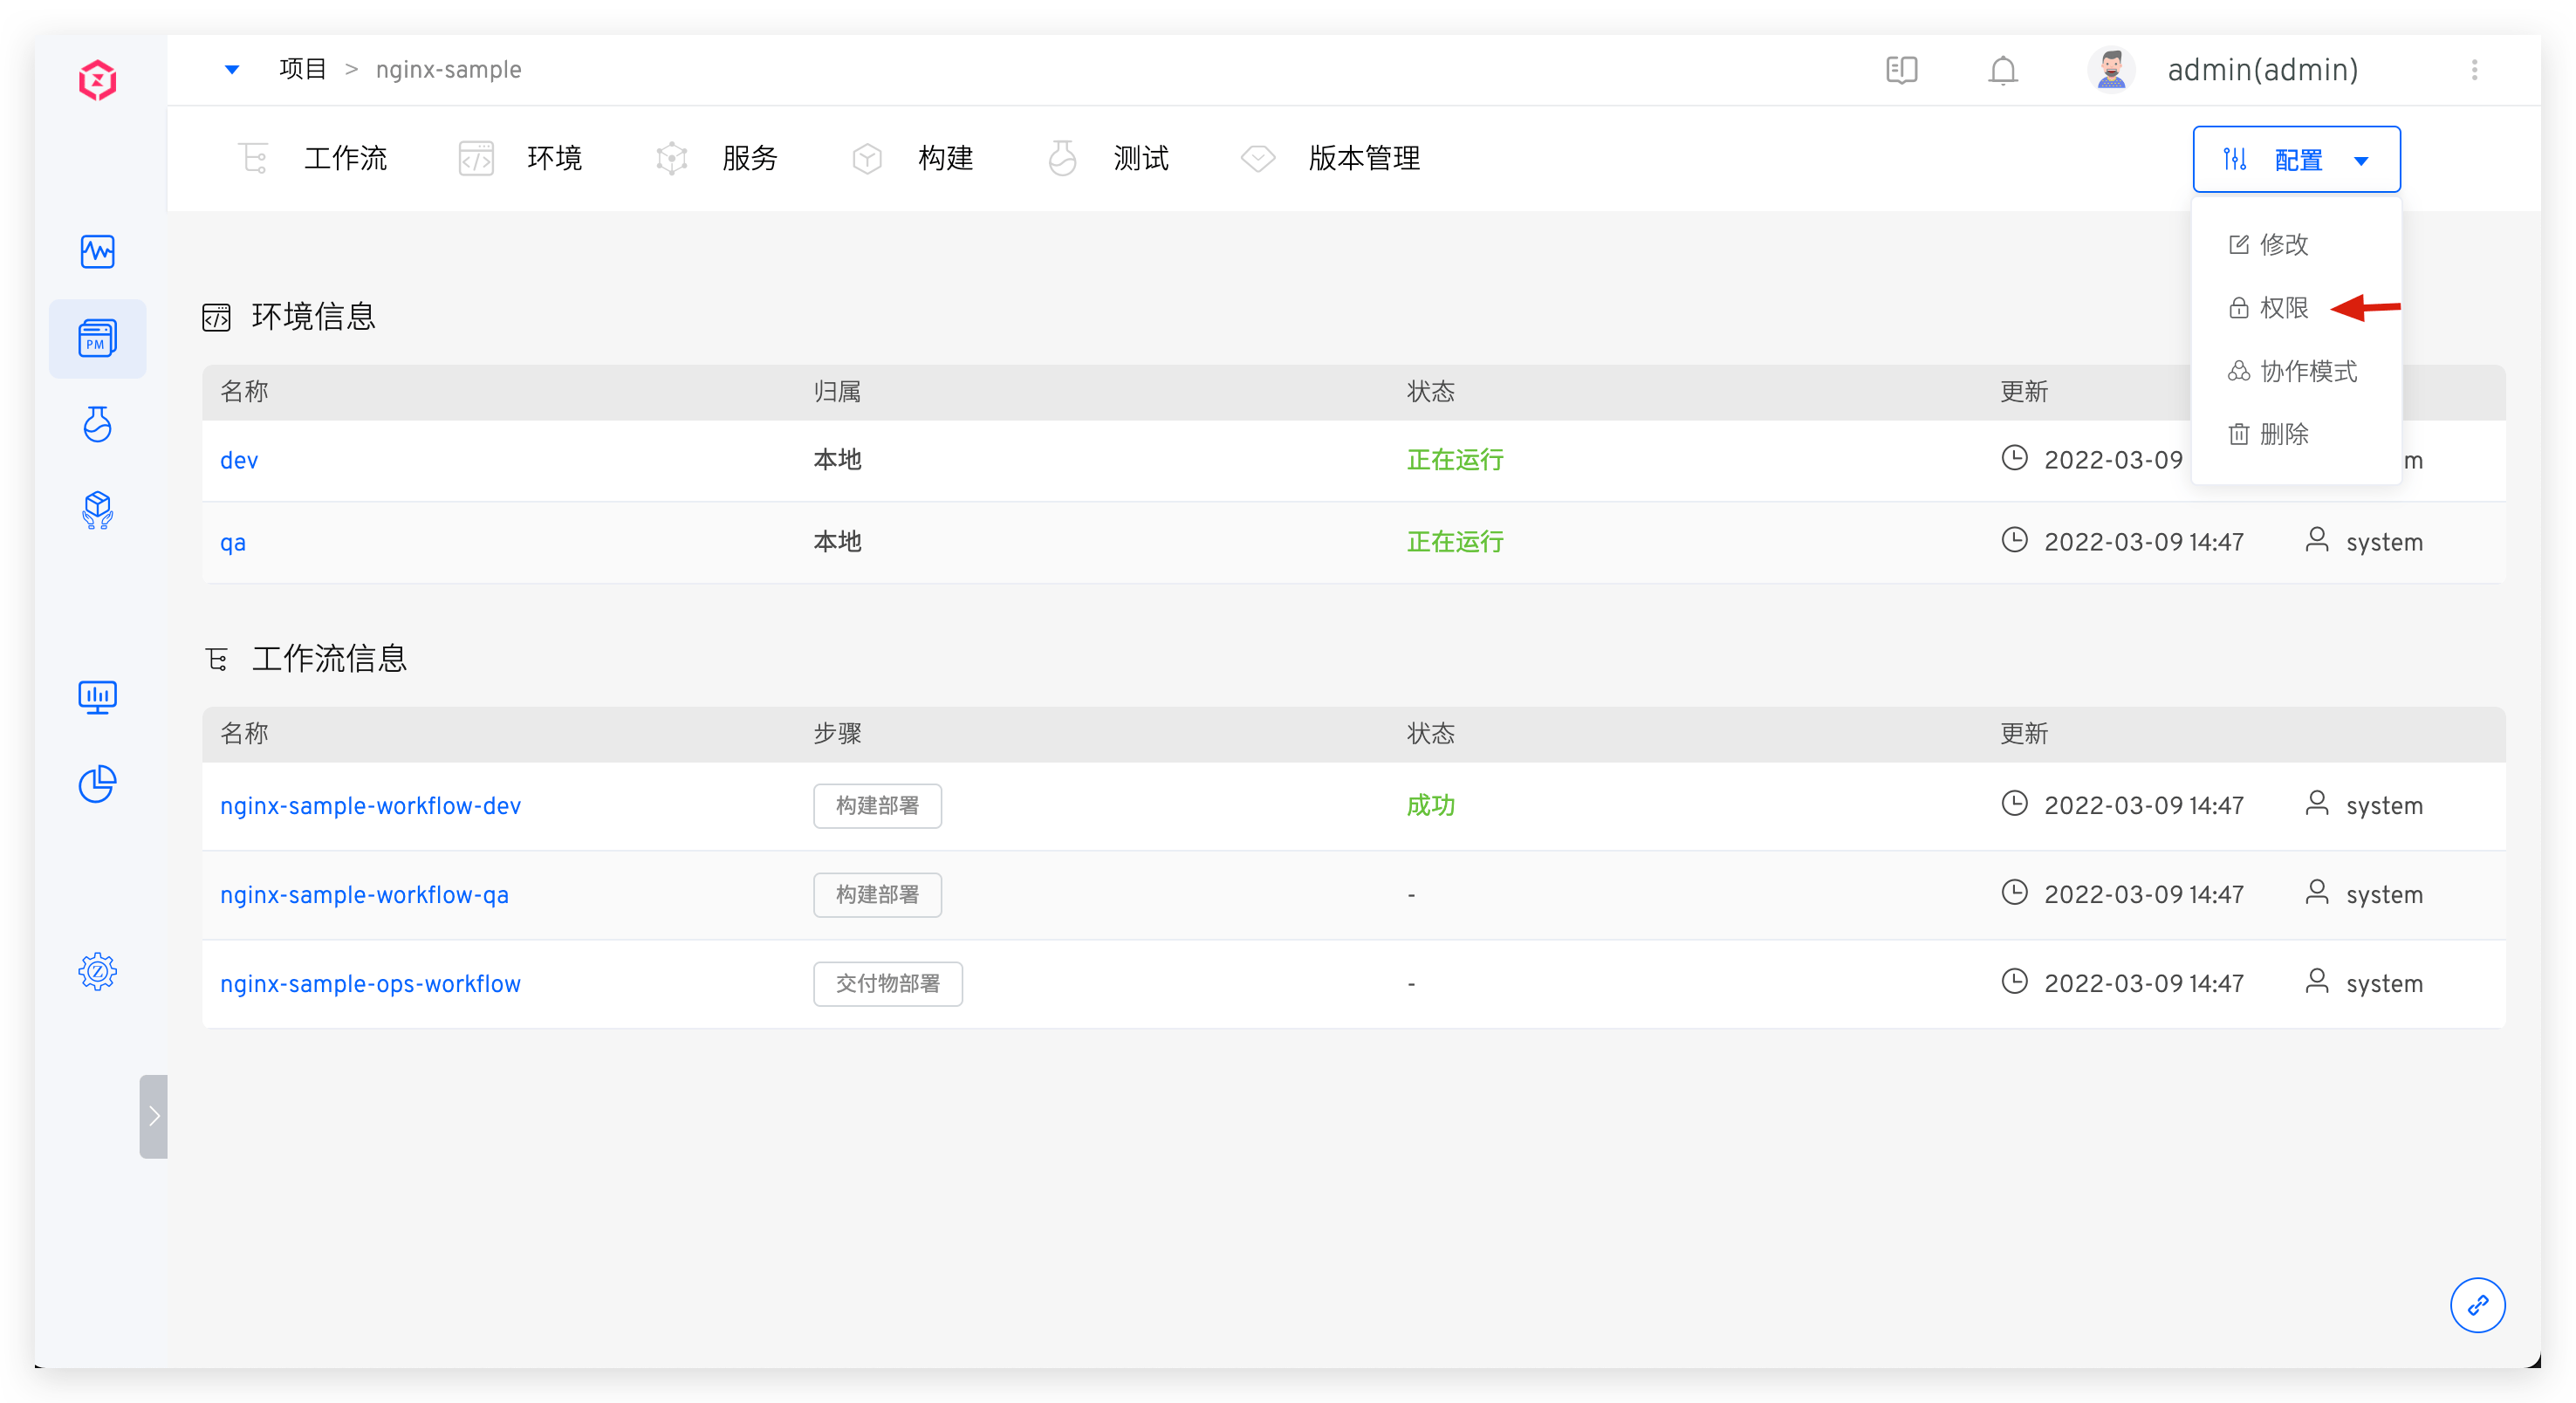 项目 > nginx-sample
admin(admin)
工作流 环境 服务 构建 测试 版本管理 配置
修改
权限
协作模式
删除
环境信息
名称 归属 状态 更新
dev 本地 正在运行 2022-03-09 m
qa 本地 正在运行 2022-03-09 14:47 system
工作流信息
名称 步骤 状态 更新
nginx-sample-workflow-dev 构建部署 成功 2022-03-09 14:47 system
nginx-sample-workflow-qa 构建部署 - 2022-03-09 14:47 system
nginx-sample-ops-workflow 交付物部署 - 2022-03-09 14:47 system
PM